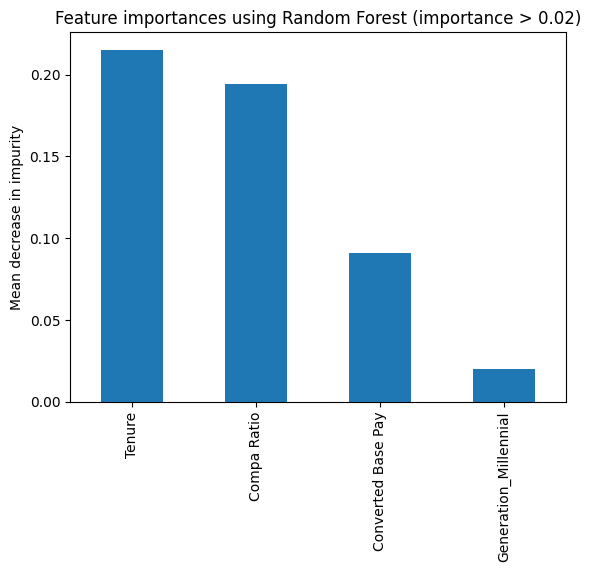 Feature importances using Random Forest (importance > 0.02)
Mean decrease in impurity
0.20
0.15
0.10
0.05
0.00
Tenure
Compa Ratio
Converted Base Pay
Generation_Millennial